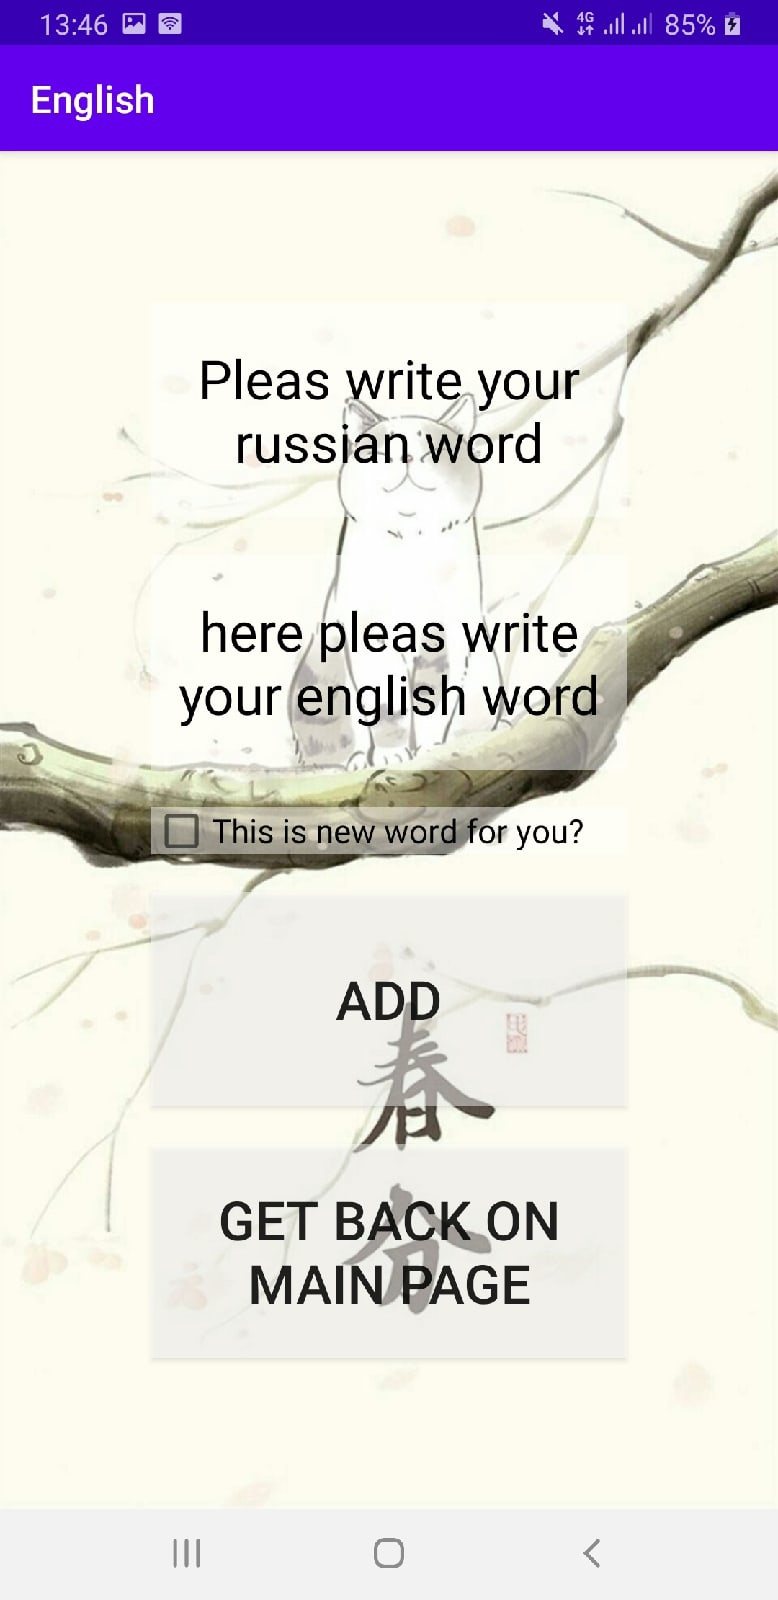 13:46
4G
85%
English
Pleas write your
russian word
here pleas write
your english word
This is new word for you?
ADD
春
分
GET BACK ON
MAIN PAGE